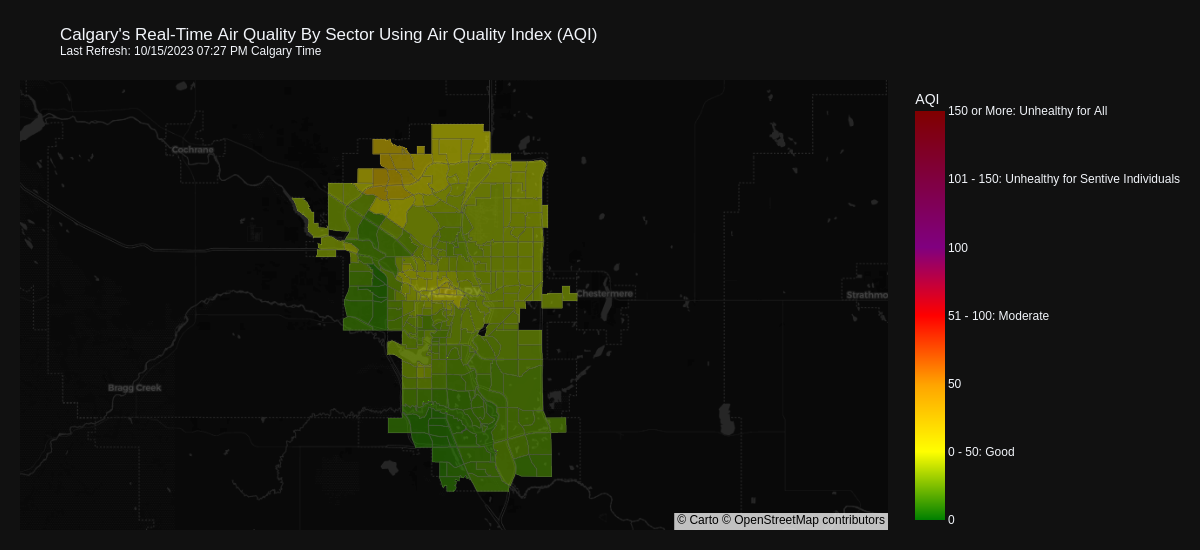 Calgary's Real-Time Air Quality By Sector Using Air Quality Index (AQI)
Last Refresh: 10/15/2023 07:27 PM Calgary Time
AQI
150 or More: Unhealthy for All
Cochrane
101 - 150: Unhealthy for Sentive Individuals
100
Chestermere
Strathmo
51 - 100: Moderate
50
Bragg Creek
0 - 50: Good
0
© Carto © OpenStreetMap contributors